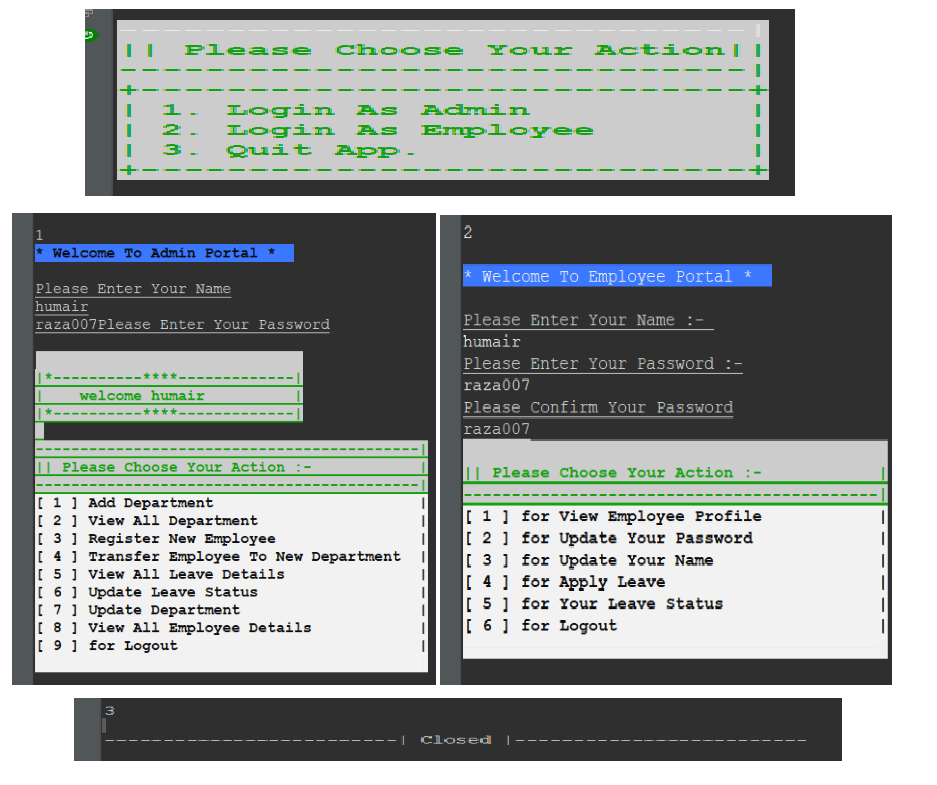 || Please Choose Your Action||
1. Login As Admin
2. Login As Employee
3. Quit App.
1
* Welcome To Admin Portal *
Please Enter Your Name
humair
raza007Please Enter Your Password
|*----------****-------------|
| welcome humair |
|*----------****-------------|
|| Please Choose Your Action :- |
[ 1 ] Add Department |
[ 2 ] View All Department |
[ 3 ] Register New Employee |
[ 4 ] Transfer Employee To New Department |
[ 5 ] View All Leave Details |
[ 6 ] Update Leave Status |
[ 7 ] Update Department |
[ 8 ] View All Employee Details |
[ 9 ] for Logout |
2
* Welcome To Employee Portal *
Please Enter Your Name :-
humair
Please Enter Your Password :-
raza007
Please Confirm Your Password
raza007
|| Please Choose Your Action :- |
[ 1 ] for View Employee Profile |
[ 2 ] for Update Your Password |
[ 3 ] for Update Your Name |
[ 4 ] for Apply Leave |
[ 5 ] for Your Leave Status |
[ 6 ] for Logout |
3
-------------------------| Closed |-------------------------